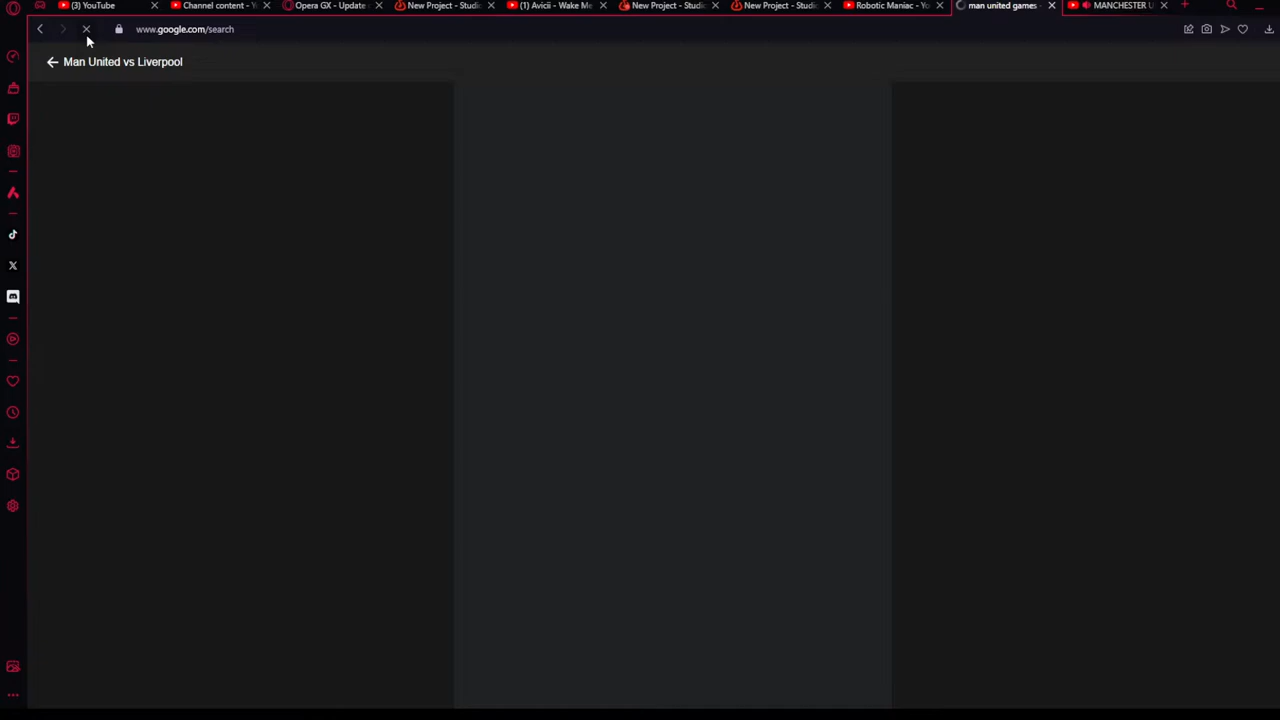 (3) YouTube
Channel content - Y
Opera GX - Update
New Project - Studi
(1) Avicii - Wake Me
New Project - Studi
New Project - Studi
Robotic Maniac - Yo
man united games -
MANCHESTER U
www.google.com/search
Man United vs Liverpool